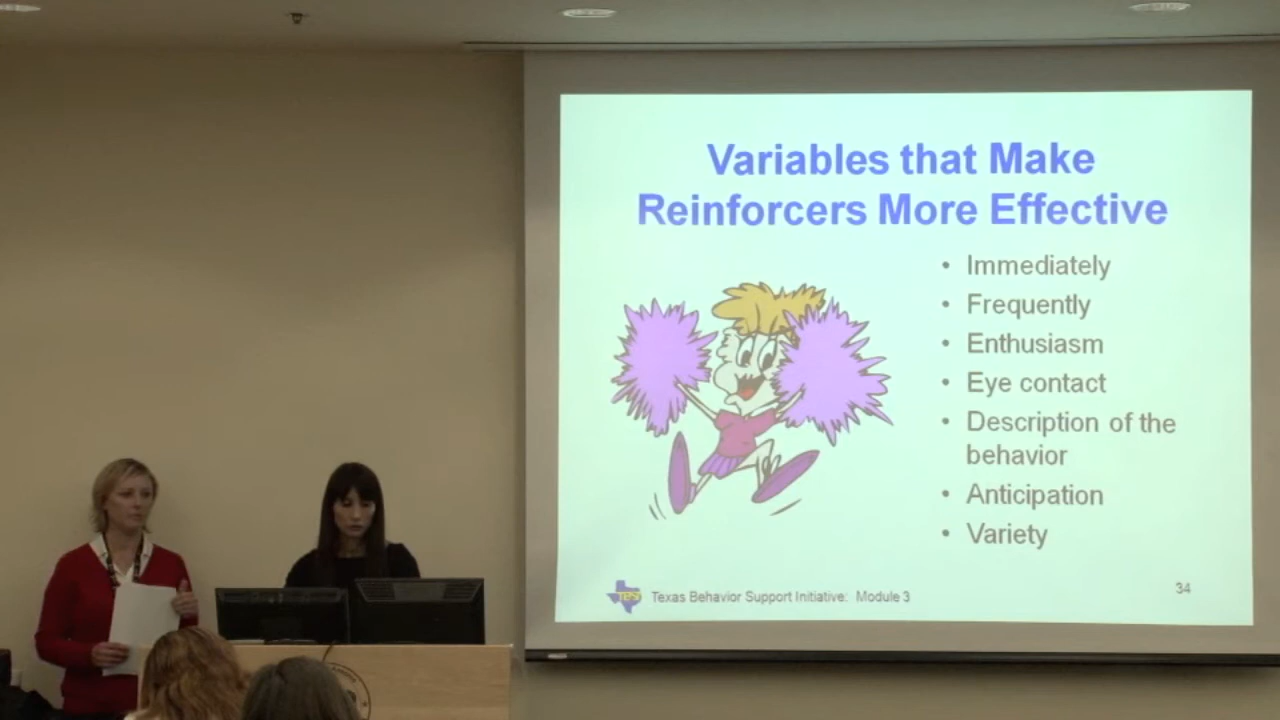 Variables that Make
Reinforcers More Effective
• Immediately
• Frequently
• Enthusiasm
• Eye contact
• Description of the
behavior
• Anticipation
• Variety
Texas Behavior Support Initiative: Module 3
34